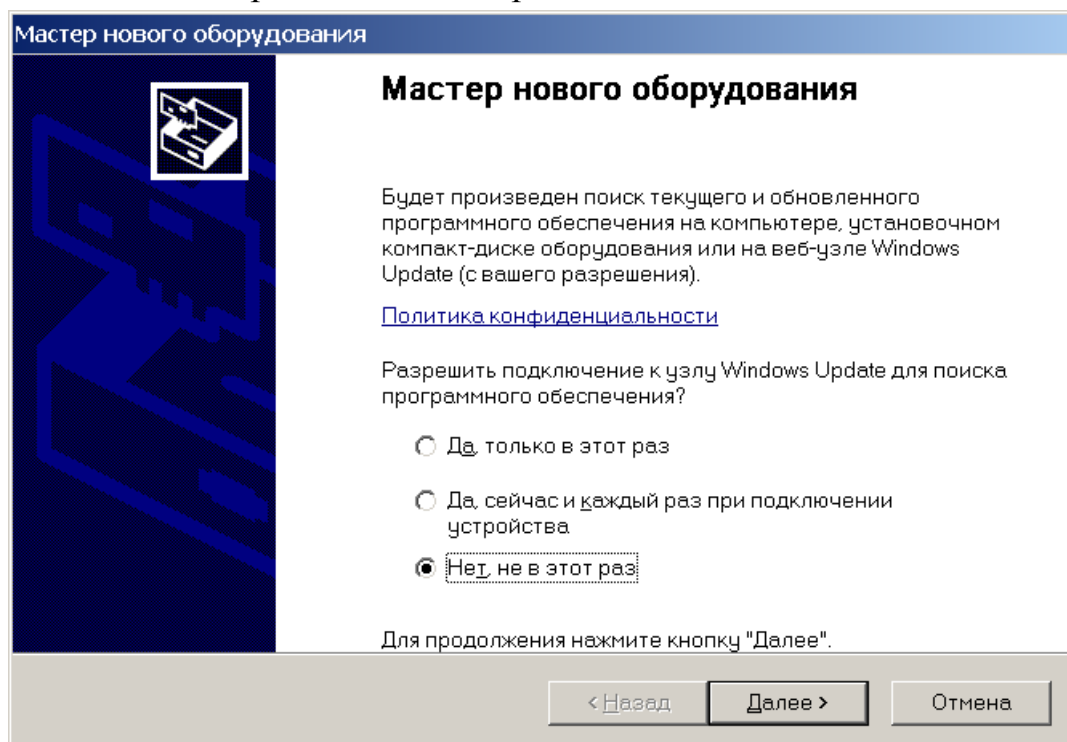 Мастер нового оборудования
Мастер нового оборудования
Будет произведен поиск текущего и обновленного
программного обеспечения на компьютере, установочном
компакт-диске оборудования или на веб-узле Windows
Update (с вашего разрешения).
Политика конфиденциальности
Разрешить подключение к узлу Windows Update для поиска
программного обеспечения?
Да, только в этот раз
Да, сейчас и каждый раз при подключении
устройства
Нет, не в этот раз
Для продолжения нажмите кнопку "Далее".
< Назад Далее > Отмена